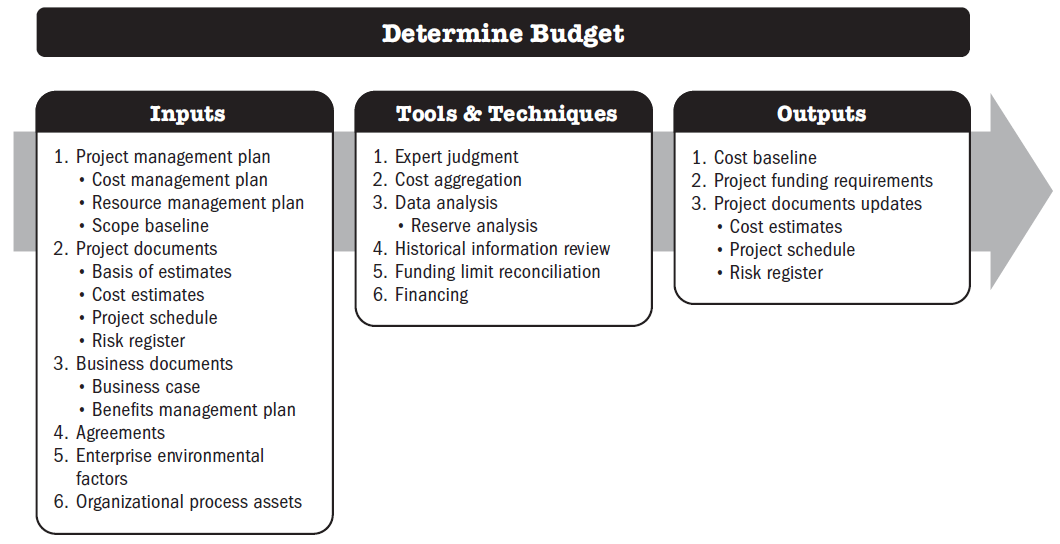 Determine Budget
Inputs
1. Project management plan
• Cost management plan
• Resource management plan
• Scope baseline
2. Project documents
• Basis of estimates
• Cost estimates
• Project schedule
• Risk register
3. Business documents
• Business case
• Benefits management plan
4. Agreements
5. Enterprise environmental
factors
6. Organizational process assets
Tools & Techniques
1. Expert judgment
2. Cost aggregation
3. Data analysis
• Reserve analysis
4. Historical information review
5. Funding limit reconciliation
6. Financing
Outputs
1. Cost baseline
2. Project funding requirements
3. Project documents updates
• Cost estimates
• Project schedule
• Risk register